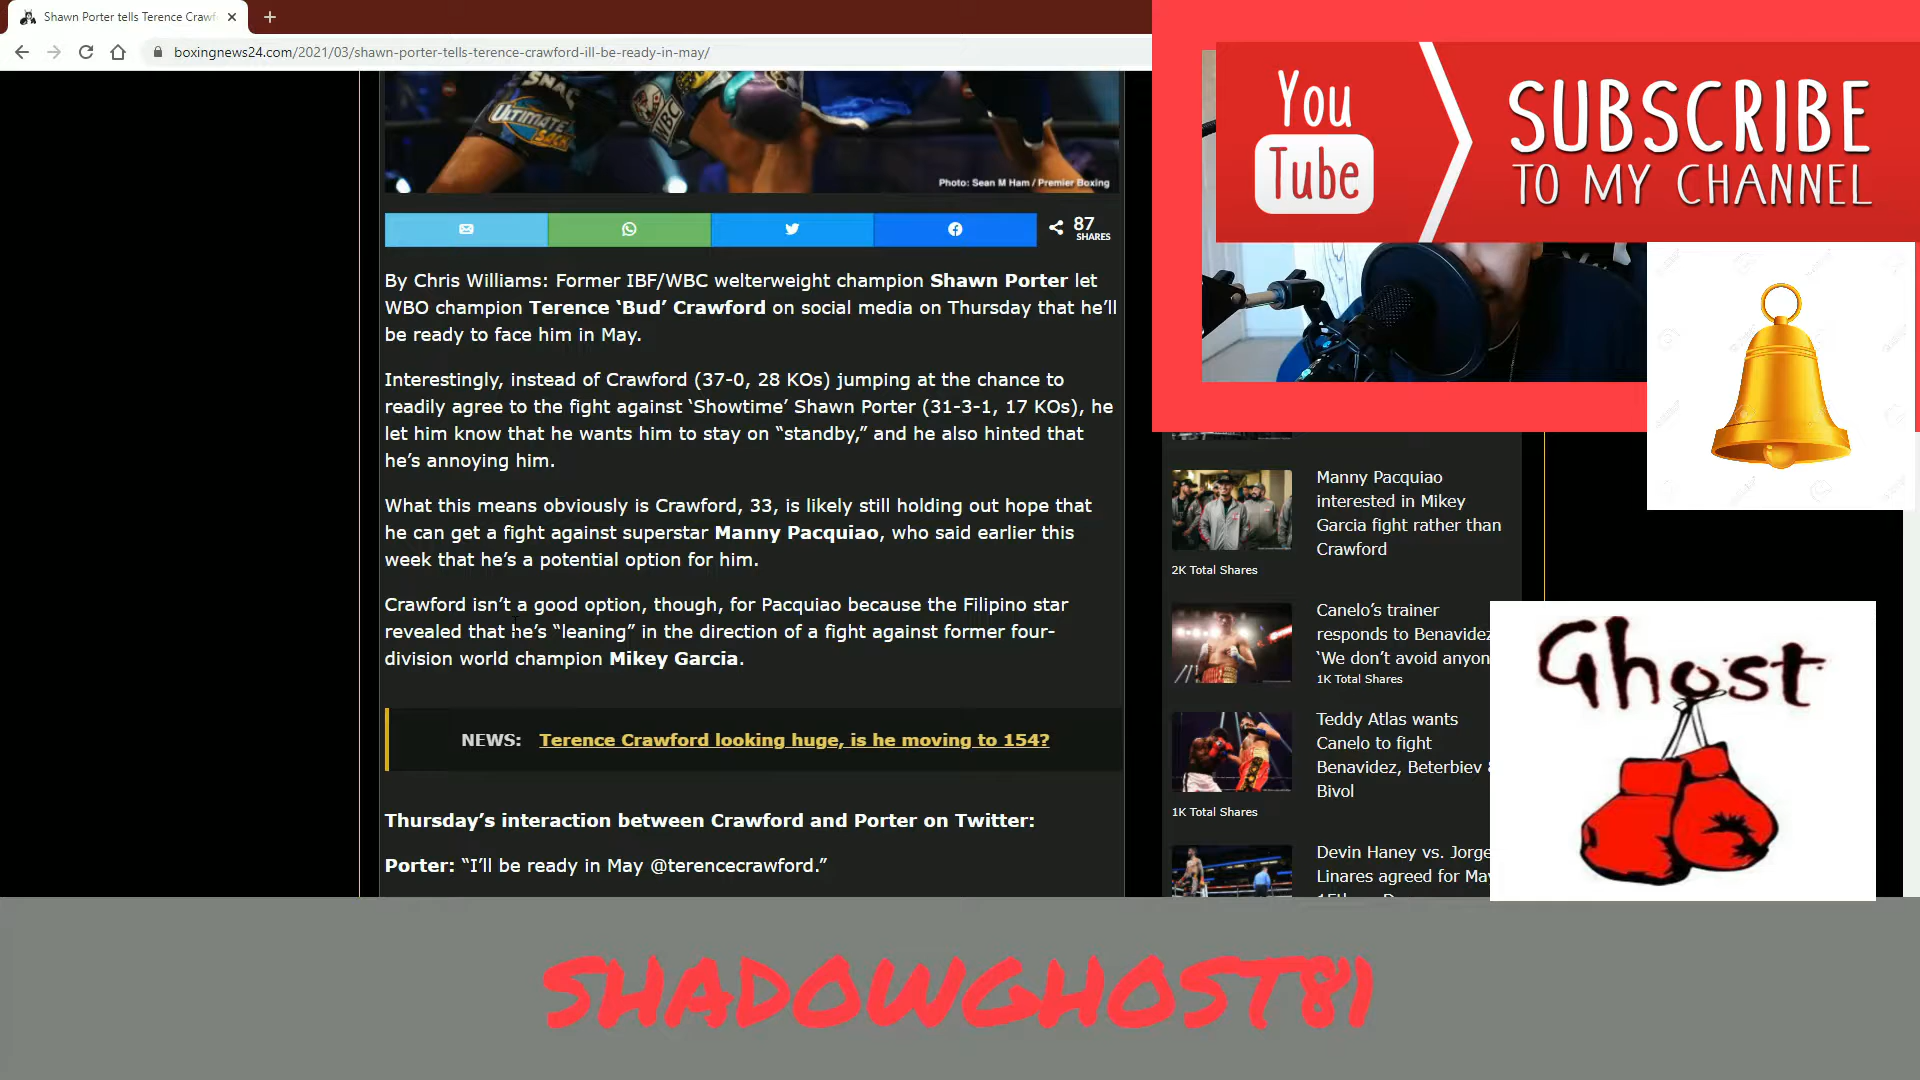 Shawn Porter tells Terence Crawf
boxingnews24.com/2021/03/shawn-porter-tells-terence-crawford-ill-be-ready-in-may/
SNAC
ULTIMATE
WBC
Photo: Sean M Ham / Premier Boxing
87
SHARES
By Chris Williams: Former IBF/WBC welterweight champion Shawn Porter let
WBO champion Terence ‘Bud’ Crawford on social media on Thursday that he’ll
be ready to face him in May.
Interestingly, instead of Crawford (37-0, 28 KOs) jumping at the chance to
readily agree to the fight against ‘Showtime’ Shawn Porter (31-3-1, 17 KOs), he
let him know that he wants him to stay on “standby,” and he also hinted that
he’s annoying him.
What this means obviously is Crawford, 33, is likely still holding out hope that
he can get a fight against superstar Manny Pacquiao, who said earlier this
week that he’s a potential option for him.
Crawford isn’t a good option, though, for Pacquiao because the Filipino star
revealed that he’s “leaning” in the direction of a fight against former four-
division world champion Mikey Garcia.
NEWS: Terence Crawford looking huge, is he moving to 154?
Thursday’s interaction between Crawford and Porter on Twitter:
Porter: “I’ll be ready in May @terencecrawford.”
You
Tube
SUBSCRIBE
TO MY CHANNEL
Manny Pacquiao
interested in Mikey
Garcia fight rather than
Crawford
2K Total Shares
Canelo’s trainer
responds to Benavidez
‘We don’t avoid anyon
1K Total Shares
Teddy Atlas wants
Canelo to fight
Benavidez, Beterbiev
Bivol
1K Total Shares
Devin Haney vs. Jorge
Linares agreed for May
Ghost
SHADOWGHOST81